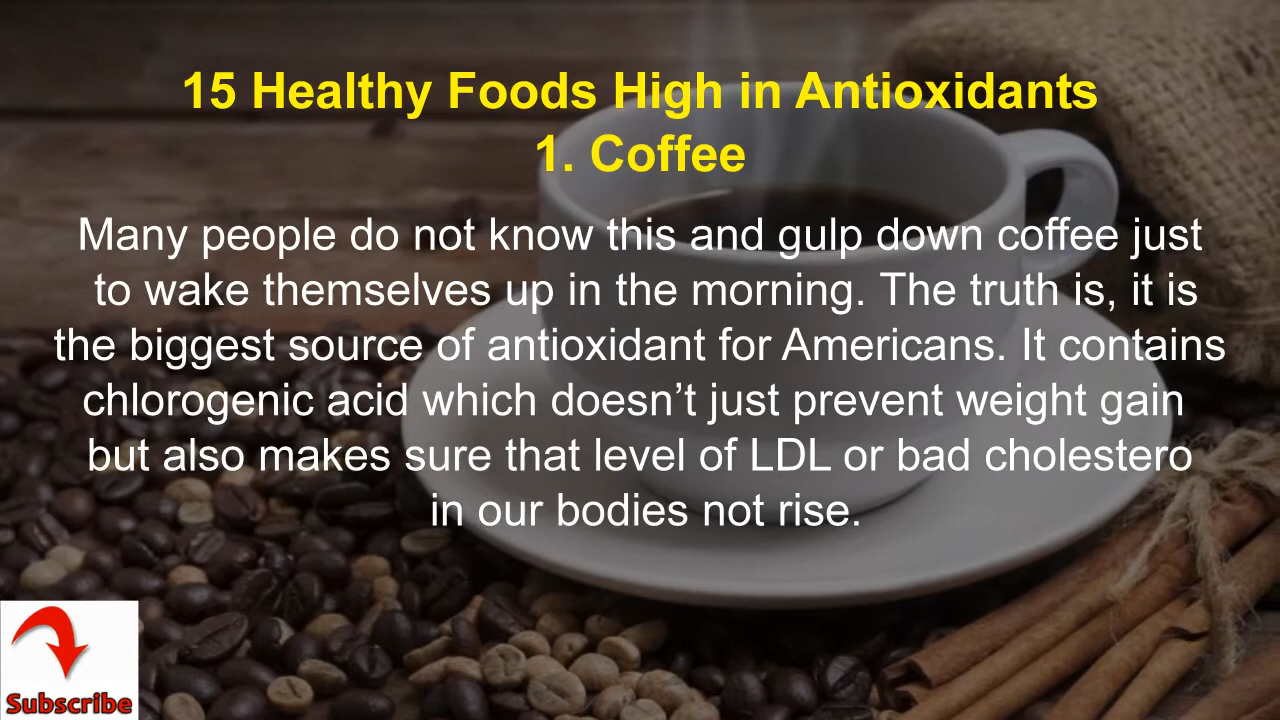 15 Healthy Foods High in Antioxidants
1. Coffee
Many people do not know this and gulp down coffee just
to wake themselves up in the morning. The truth is, it is
the biggest source of antioxidant for Americans. It contains
chlorogenic acid which doesn’t just prevent weight gain
but also makes sure that level of LDL or bad cholestero
in our bodies not rise.
Subscribe